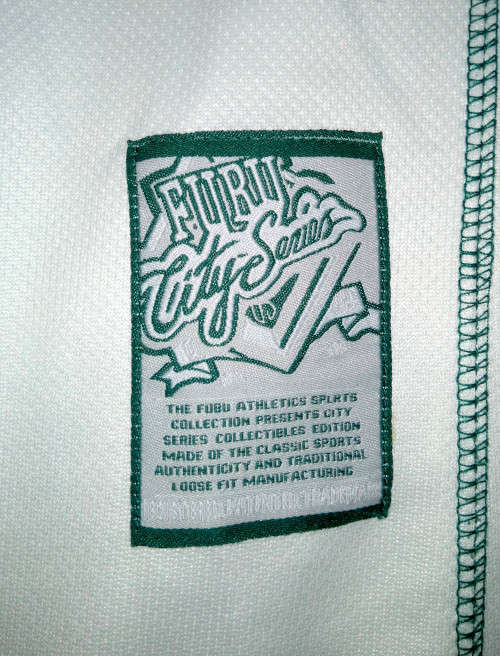 FUBU
City Series
THE FUBU ATHLETICS SPORTS
COLLECTION PRESENTS CITY
SERIES COLLECTIBLES EDITION
MADE OF THE CLASSIC SPORTS
AUTHENTICITY AND TRADITIONAL
LOOSE FIT MANUFACTURING